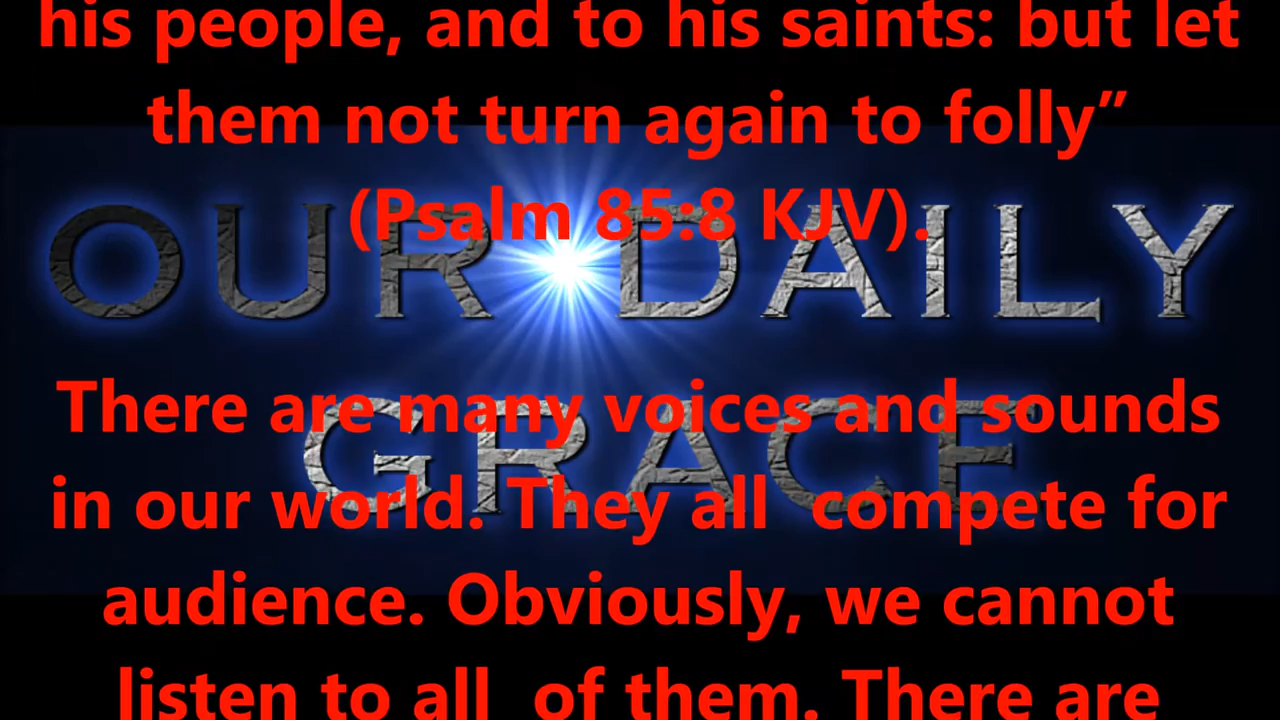 his people, and to his saints: but let
them not turn again to folly”
(Psalm 85:8 KJV).
OUR DAILY
There are many voices and sounds
GRACE
in our world. They all  compete for
audience. Obviously, we cannot
listen to all  of them. There are